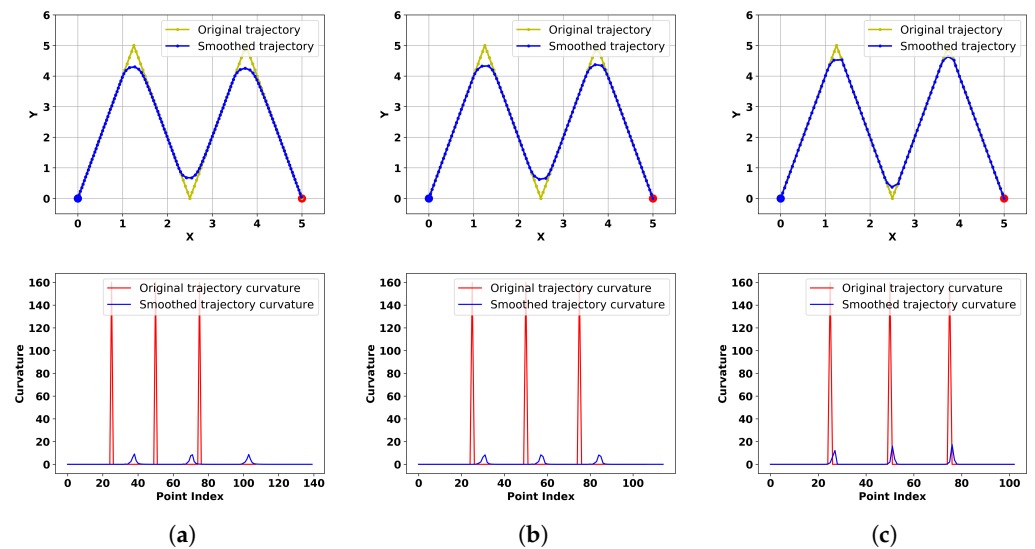 6
5
4
3
2
1
0
Y
Original trajectory
Smoothed trajectory
0 1 2 3 4 5
X
6
5
4
3
2
1
0
Y
Original trajectory
Smoothed trajectory
0 1 2 3 4 5
X
6
5
4
3
2
1
0
Y
Original trajectory
Smoothed trajectory
0 1 2 3 4 5
X
160
140
120
100
80
60
40
20
0
Curvature
Original trajectory curvature
Smoothed trajectory curvature
0 20 40 60 80 100 120 140
Point Index
160
140
120
100
80
60
40
20
0
Curvature
Original trajectory curvature
Smoothed trajectory curvature
0 20 40 60 80 100
Point Index
160
140
120
100
80
60
40
20
0
Curvature
Original trajectory curvature
Smoothed trajectory curvature
0 20 40 60 80 100
Point Index
(a) (b) (c)